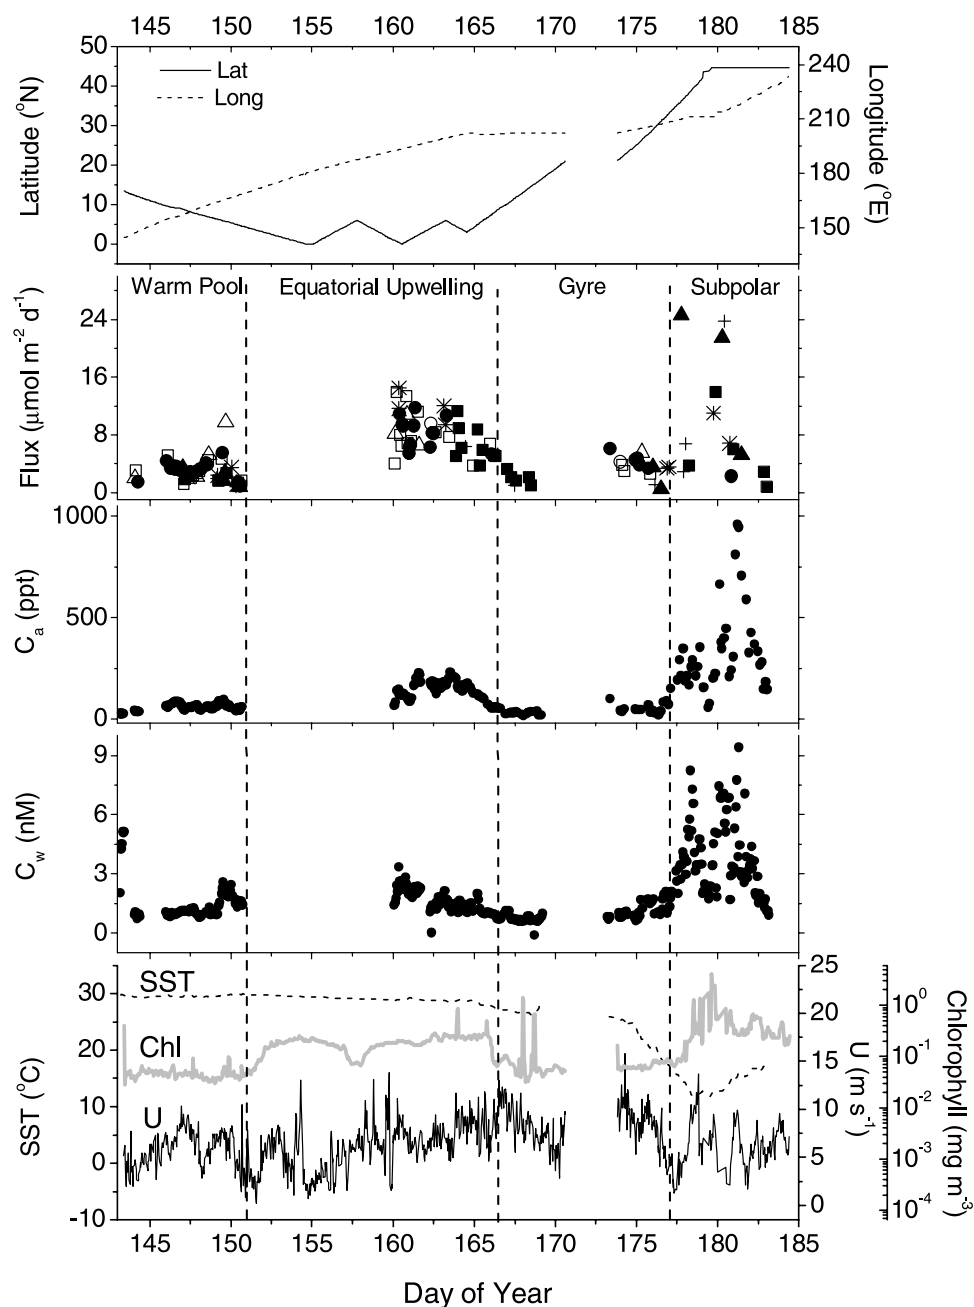 145 150 155 160 165 170 175 180 185
50
40
30
20
10
0
Latitude (°N)
Lat
Long
240
210
180
150
Longitude (°E)
Warm Pool Equatorial Upwelling Gyre Subpolar
24
16
8
0
Flux (μmol m⁻² d⁻¹)
1000
500
0
Cₐ (ppt)
9
6
3
0
C_w (nM)
30
20
10
0
-10
SST (°C)
SST
Chl
U
25
20
15
10
5
0
U (m s⁻¹)
10⁰
10⁻¹
10⁻²
10⁻³
10⁻⁴
Chlorophyll (mg m⁻³)
145 150 155 160 165 170 175 180 185
Day of Year